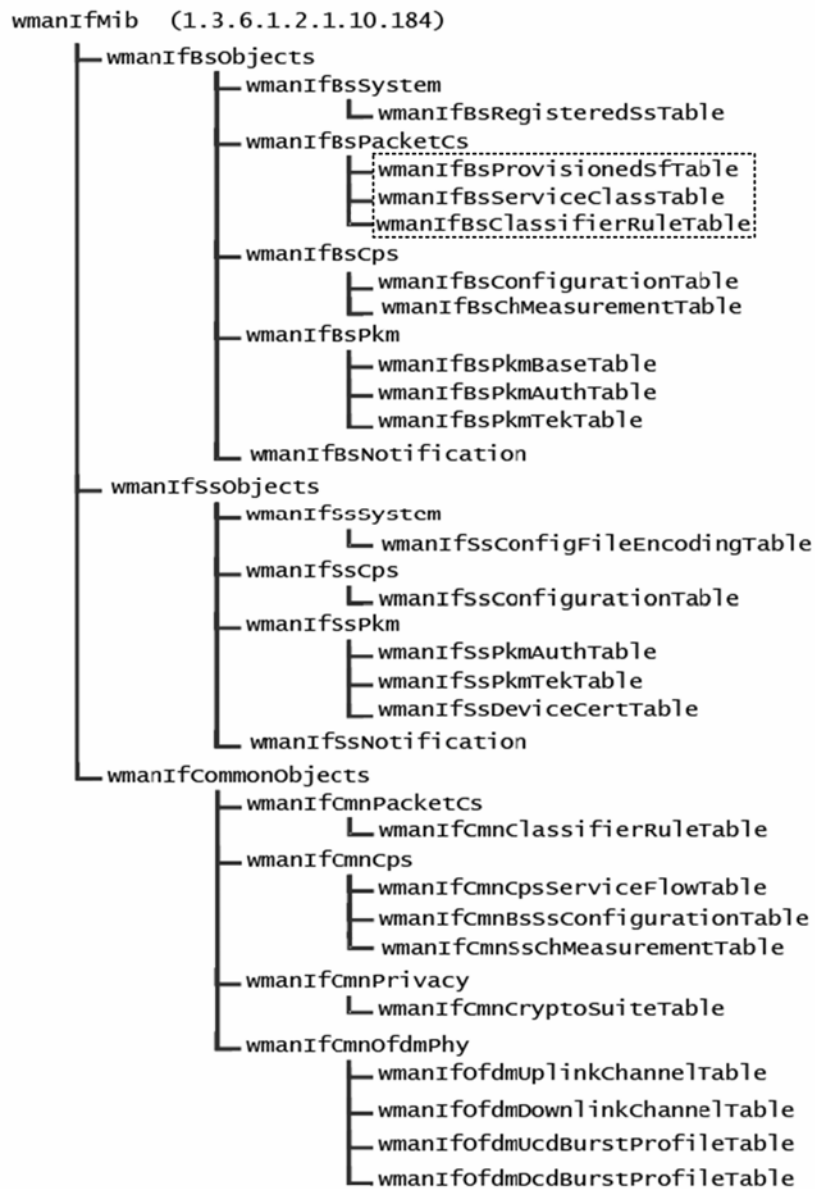 wmanIfMib (1.3.6.1.2.1.10.184)
wmanIfBsObjects
wmanIfBsSystem
wmanIfBsRegisteredSsTable
wmanIfBsPacketCs
wmanIfBsProvisionedSfTable
wmanIfBsServiceClassTable
wmanIfBsClassifierRuleTable
wmanIfBsCps
wmanIfBsConfigurationTable
wmanIfBsChMeasurementTable
wmanIfBsPkm
wmanIfBsPkmBaseTable
wmanIfBsPkmAuthTable
wmanIfBsPkmTekTable
wmanIfBsNotification
wmanIfSsObjects
wmanIfSsSystem
wmanIfSsConfigFileEncodingTable
wmanIfSsCps
wmanIfSsConfigurationTable
wmanIfSsPkm
wmanIfSsPkmAuthTable
wmanIfSsPkmTekTable
wmanIfSsDeviceCertTable
wmanIfSsNotification
wmanIfCommonObjects
wmanIfCmnPacketCs
wmanIfCmnClassifierRuleTable
wmanIfCmnCps
wmanIfCmnCpsServiceFlowTable
wmanIfCmnBsSsConfigurationTable
wmanIfCmnSsChMeasurementTable
wmanIfCmnPrivacy
wmanIfCmnCryptoSuiteTable
wmanIfCmnOfdmPhy
wmanIfOfdmUplinkChannelTable
wmanIfOfdmDownlinkChannelTable
wmanIfOfdmUcdBurstProfileTable
wmanIfOfdmDcdBurstProfileTable